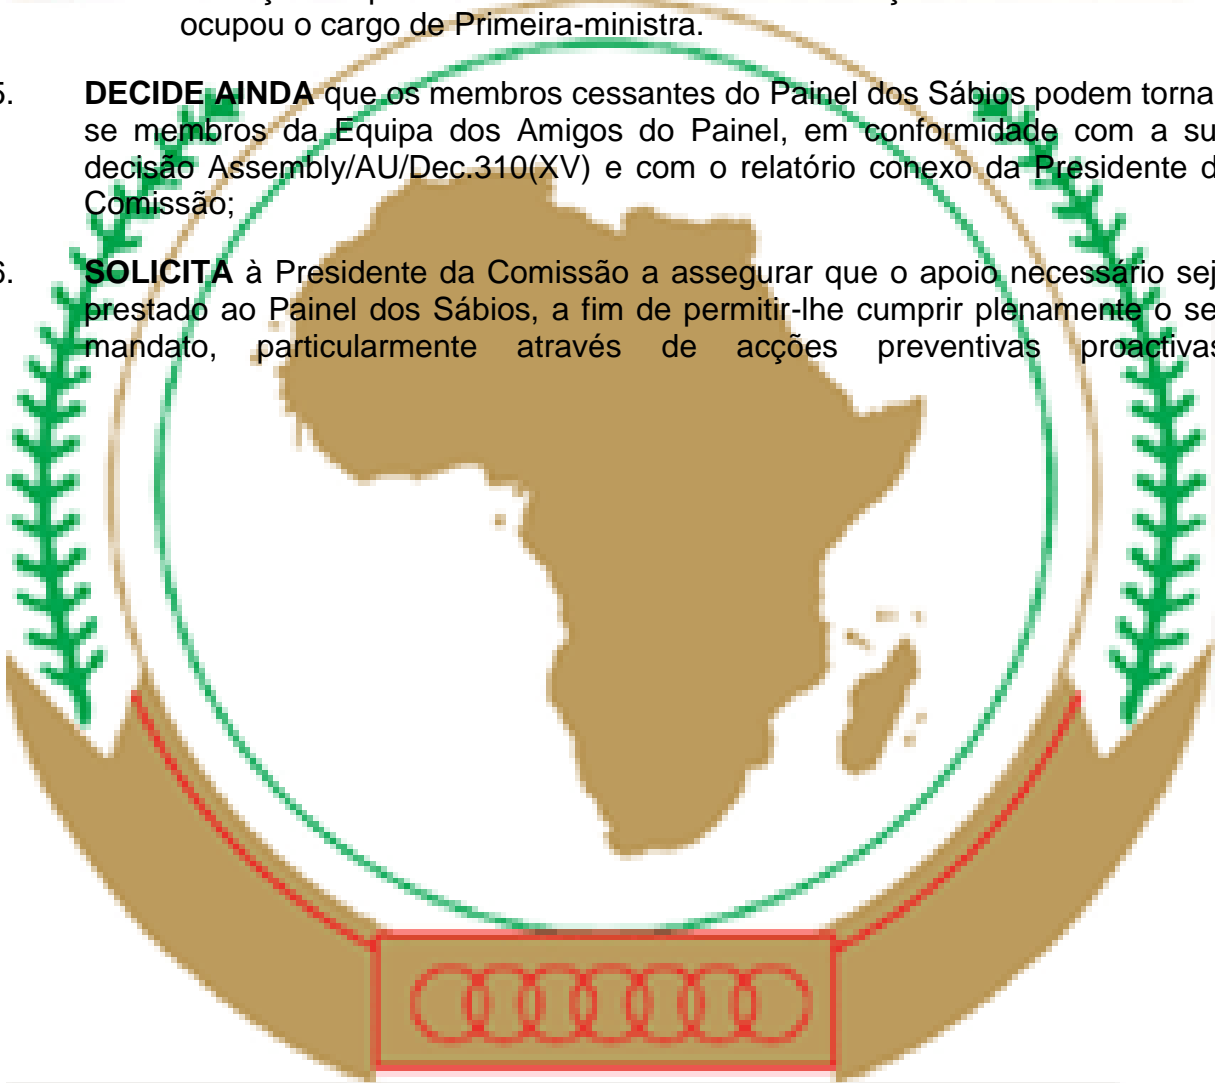 ocupou o cargo de Primeira-ministra.
5. DECIDE AINDA que os membros cessantes do Painel dos Sábios podem torna
se membros da Equipa dos Amigos do Painel, em conformidade com a su
decisão Assembly/AU/Dec.310(XV) e com o relatório conexo da Presidente d
Comissão;
6. SOLICITA à Presidente da Comissão a assegurar que o apoio necessário sej
prestado ao Painel dos Sábios, a fim de permitir-lhe cumprir plenamente o se
mandato, particularmente através de acções preventivas proactivas